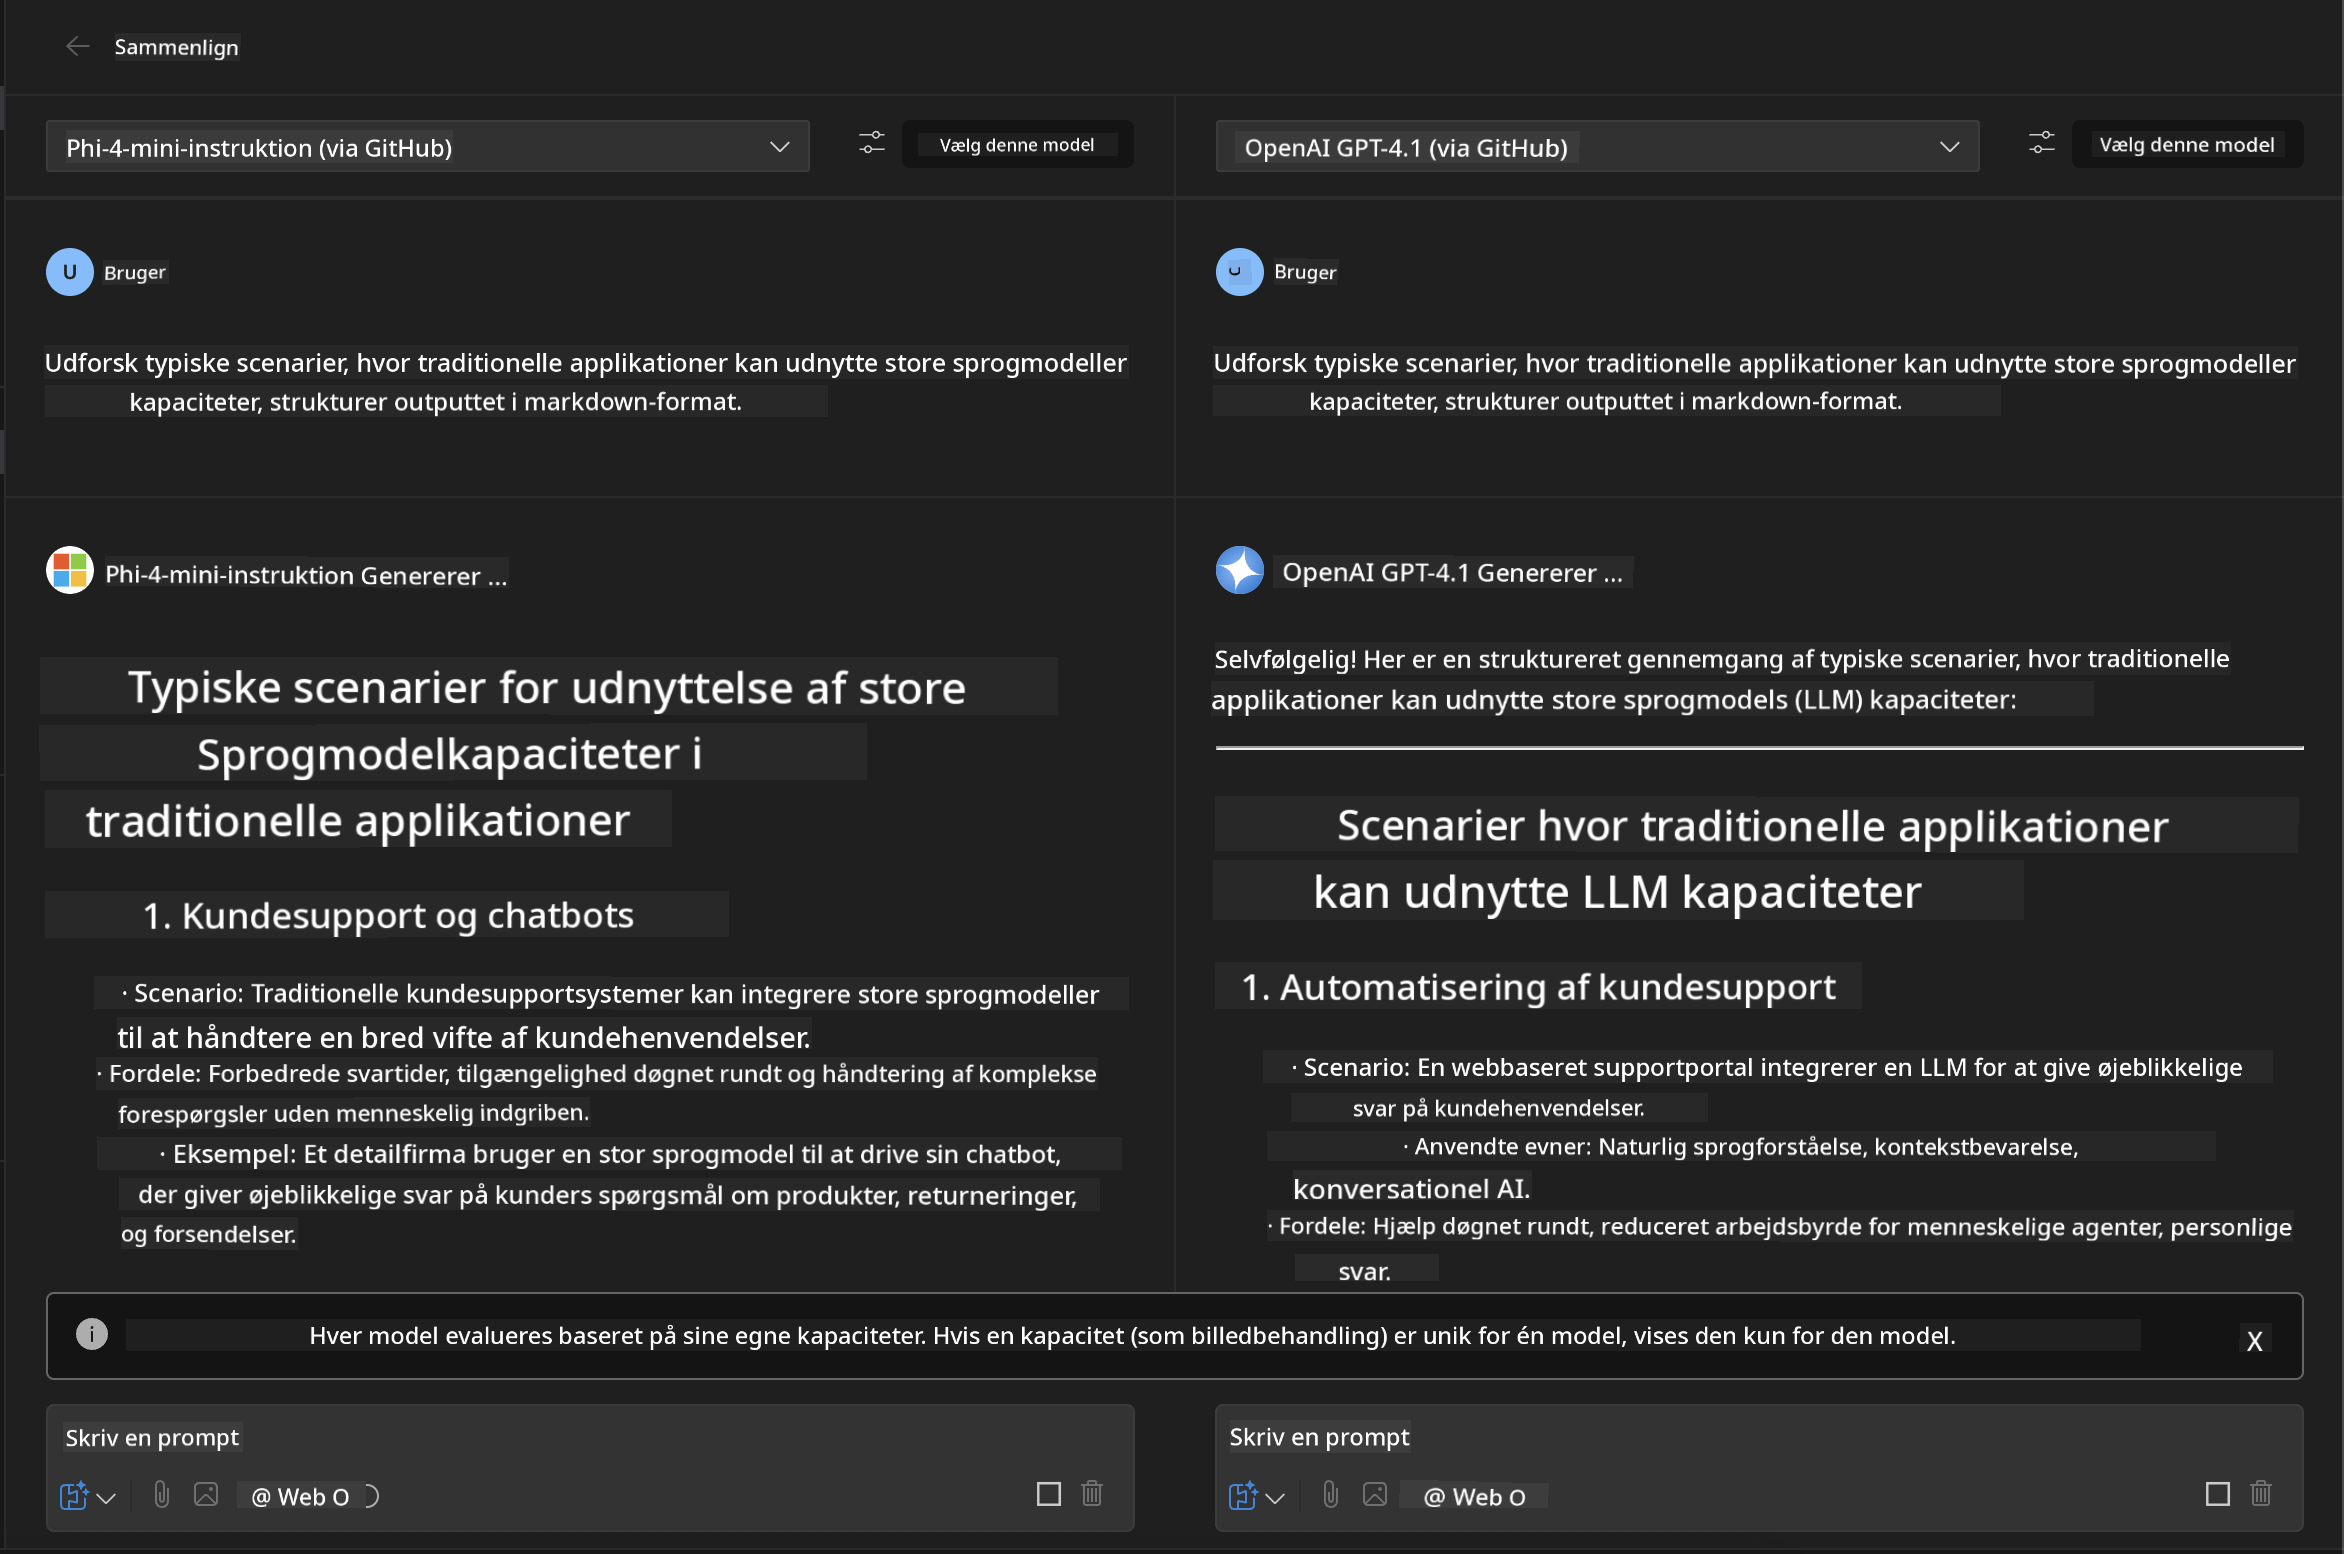 Sammenlign
Phi-4-mini-instruktion (via GitHub)
Vælg denne model
OpenAI GPT-4.1 (via GitHub)
Vælg denne model
U Bruger
Udforsk typiske scenarier, hvor traditionelle applikationer kan udnytte store sprogmodeller
kapaciteter, strukturer outputtet i markdown-format.
Phi-4-mini-instruktion Genererer ...
Typiske scenarier for udnyttelse af store
Sprogmodelkapaciteter i
traditionelle applikationer
1. Kundesupport og chatbots
· Scenario: Traditionelle kundesupportsystemer kan integrere store sprogmodeller
til at håndtere en bred vifte af kundehenvendelser.
· Fordele: Forbedrede svartider, tilgængelighed døgnet rundt og håndtering af komplekse
forespørgsler uden menneskelig indgriben.
· Eksempel: Et detailfirma bruger en stor sprogmodel til at drive sin chatbot,
der giver øjeblikkelige svar på kunders spørgsmål om produkter, returneringer,
og forsendelser.
Bruger
Udforsk typiske scenarier, hvor traditionelle applikationer kan udnytte store sprogmodeller
kapaciteter, strukturer outputtet i markdown-format.
OpenAI GPT-4.1 Genererer ...
Selvfølgelig! Her er en struktureret gennemgang af typiske scenarier, hvor traditionelle
applikationer kan udnytte store sprogmodels (LLM) kapaciteter:
Scenarier hvor traditionelle applikationer
kan udnytte LLM kapaciteter
1. Automatisering af kundesupport
· Scenario: En webbaseret supportportal integrerer en LLM for at give øjeblikkelige
svar på kundehenvendelser.
· Anvendte evner: Naturlig sprogforståelse, kontekstbevarelse,
konversationel AI.
· Fordele: Hjælp døgnet rundt, reduceret arbejdsbyrde for menneskelige agenter, personlige
svar.
Hver model evalueres baseret på sine egne kapaciteter. Hvis en kapacitet (som billedbehandling) er unik for én model, vises den kun for den model.
X
Skriv en prompt
@ Web O
Skriv en prompt
@ Web O